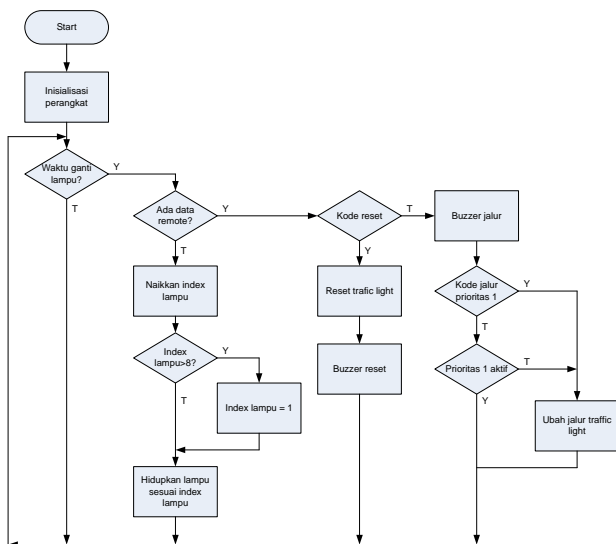 Start
Inisialisasi
perangkat
Waktu ganti
lampu?
Y
T
Ada data
remote?
Y
T
Kode reset
T
Y
Buzzer jalur
Naikkan index
lampu
Reset trafic light
Kode jalur
prioritas 1
Y
T
Index
lampu>8?
Y
T
Buzzer reset
Prioritas 1 aktif
T
Y
Index lampu = 1
Ubah jalur traffic
light
Hidupkan lampu
sesuai index
lampu